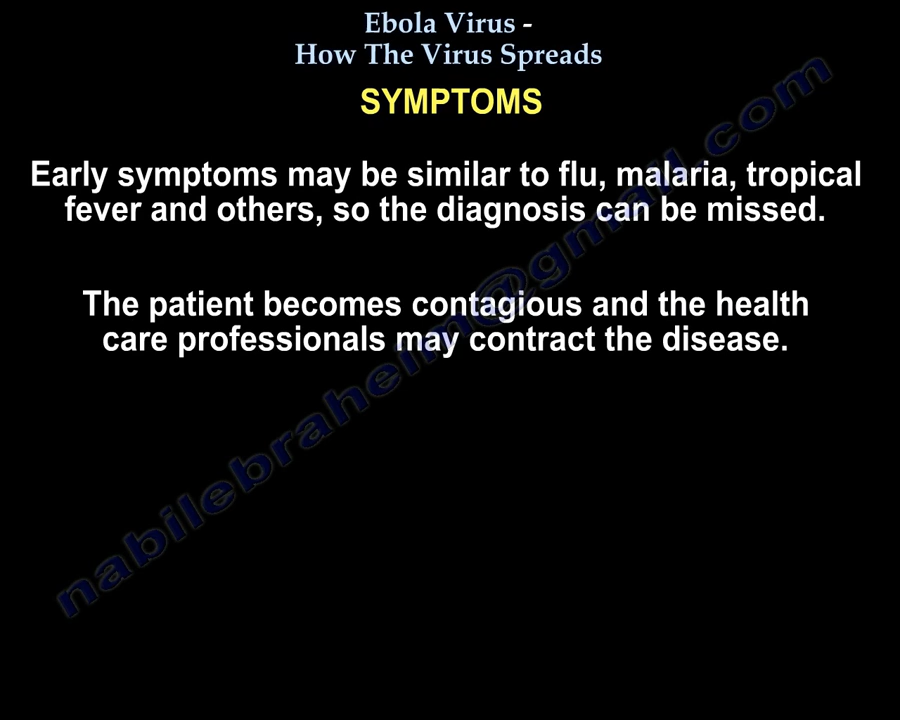 Ebola Virus -
How The Virus Spreads
SYMPTOMS
Early symptoms may be similar to flu, malaria, tropical
fever and others, so the diagnosis can be missed.
The patient becomes contagious and the health
care professionals may contract the disease.
nabilebraheim@gmail.com